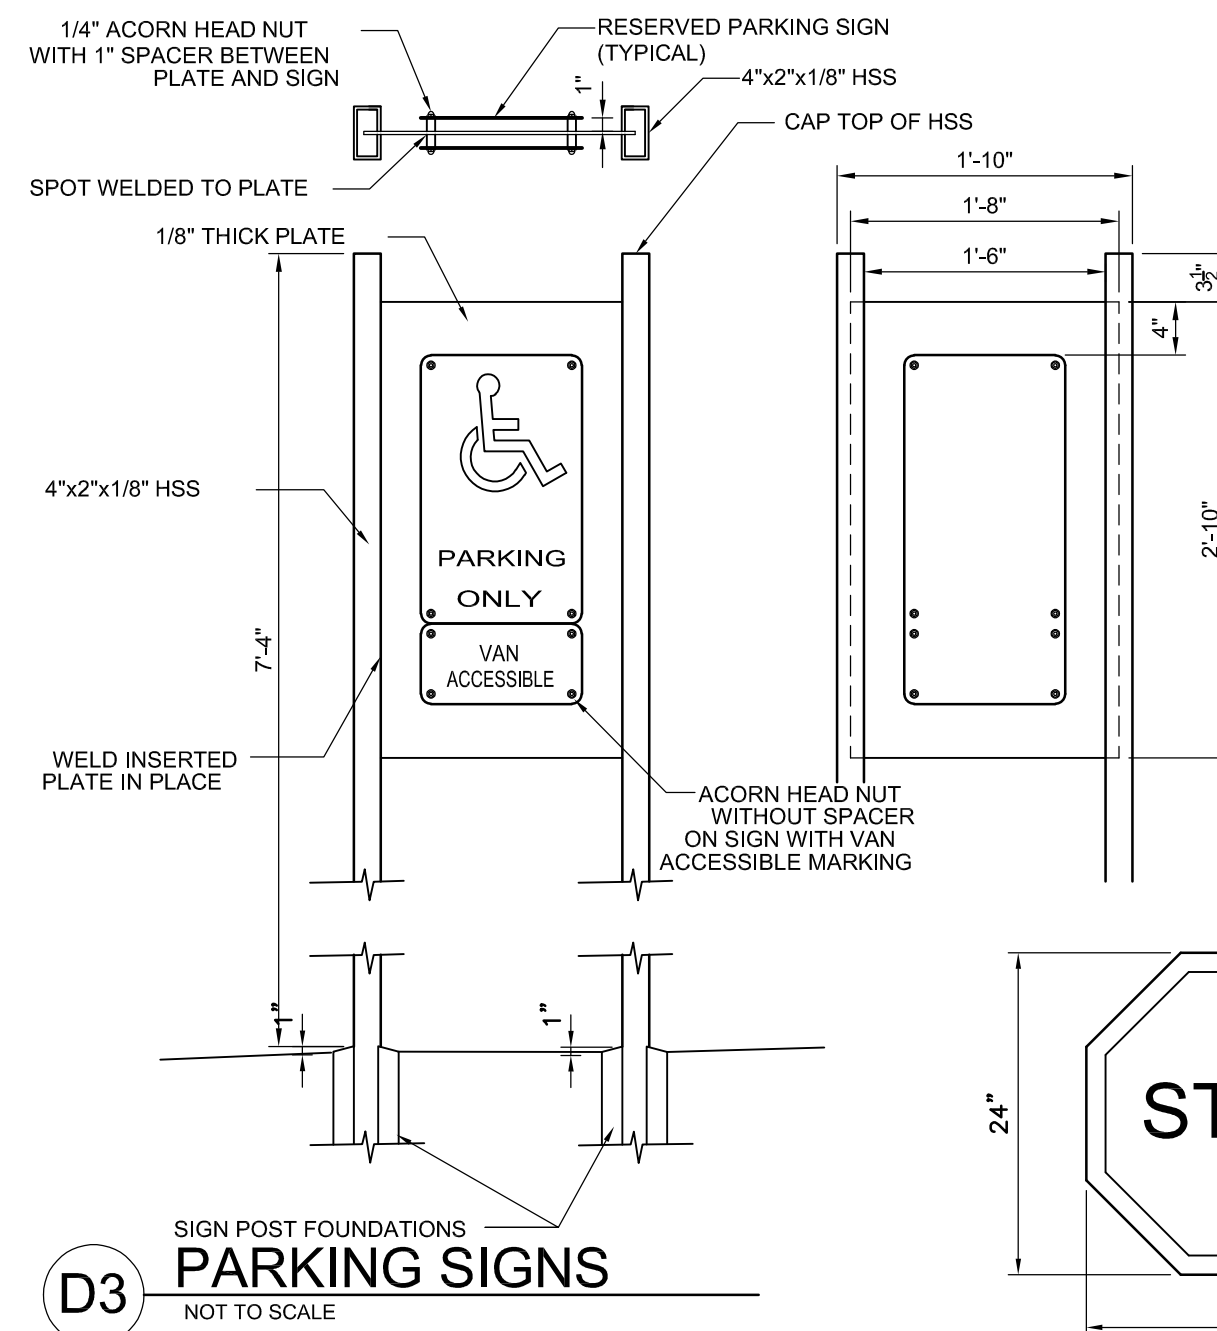 1/4" ACORN HEAD NUT
WITH 1" SPACER BETWEEN
PLATE AND SIGN
RESERVED PARKING SIGN
(TYPICAL)
1"
4"x2"x1/8" HSS
CAP TOP OF HSS
SPOT WELDED TO PLATE
1/8" THICK PLATE
1'-10"
1'-8"
1'-6"
3 1/2"
4"
4"x2"x1/8" HSS
PARKING
ONLY
VAN
ACCESSIBLE
7'-4"
2'-10"
WELD INSERTED
PLATE IN PLACE
ACORN HEAD NUT
WITHOUT SPACER
ON SIGN WITH VAN
ACCESSIBLE MARKING
1"
1"
24"
ST
SIGN POST FOUNDATIONS
D3
PARKING SIGNS
NOT TO SCALE